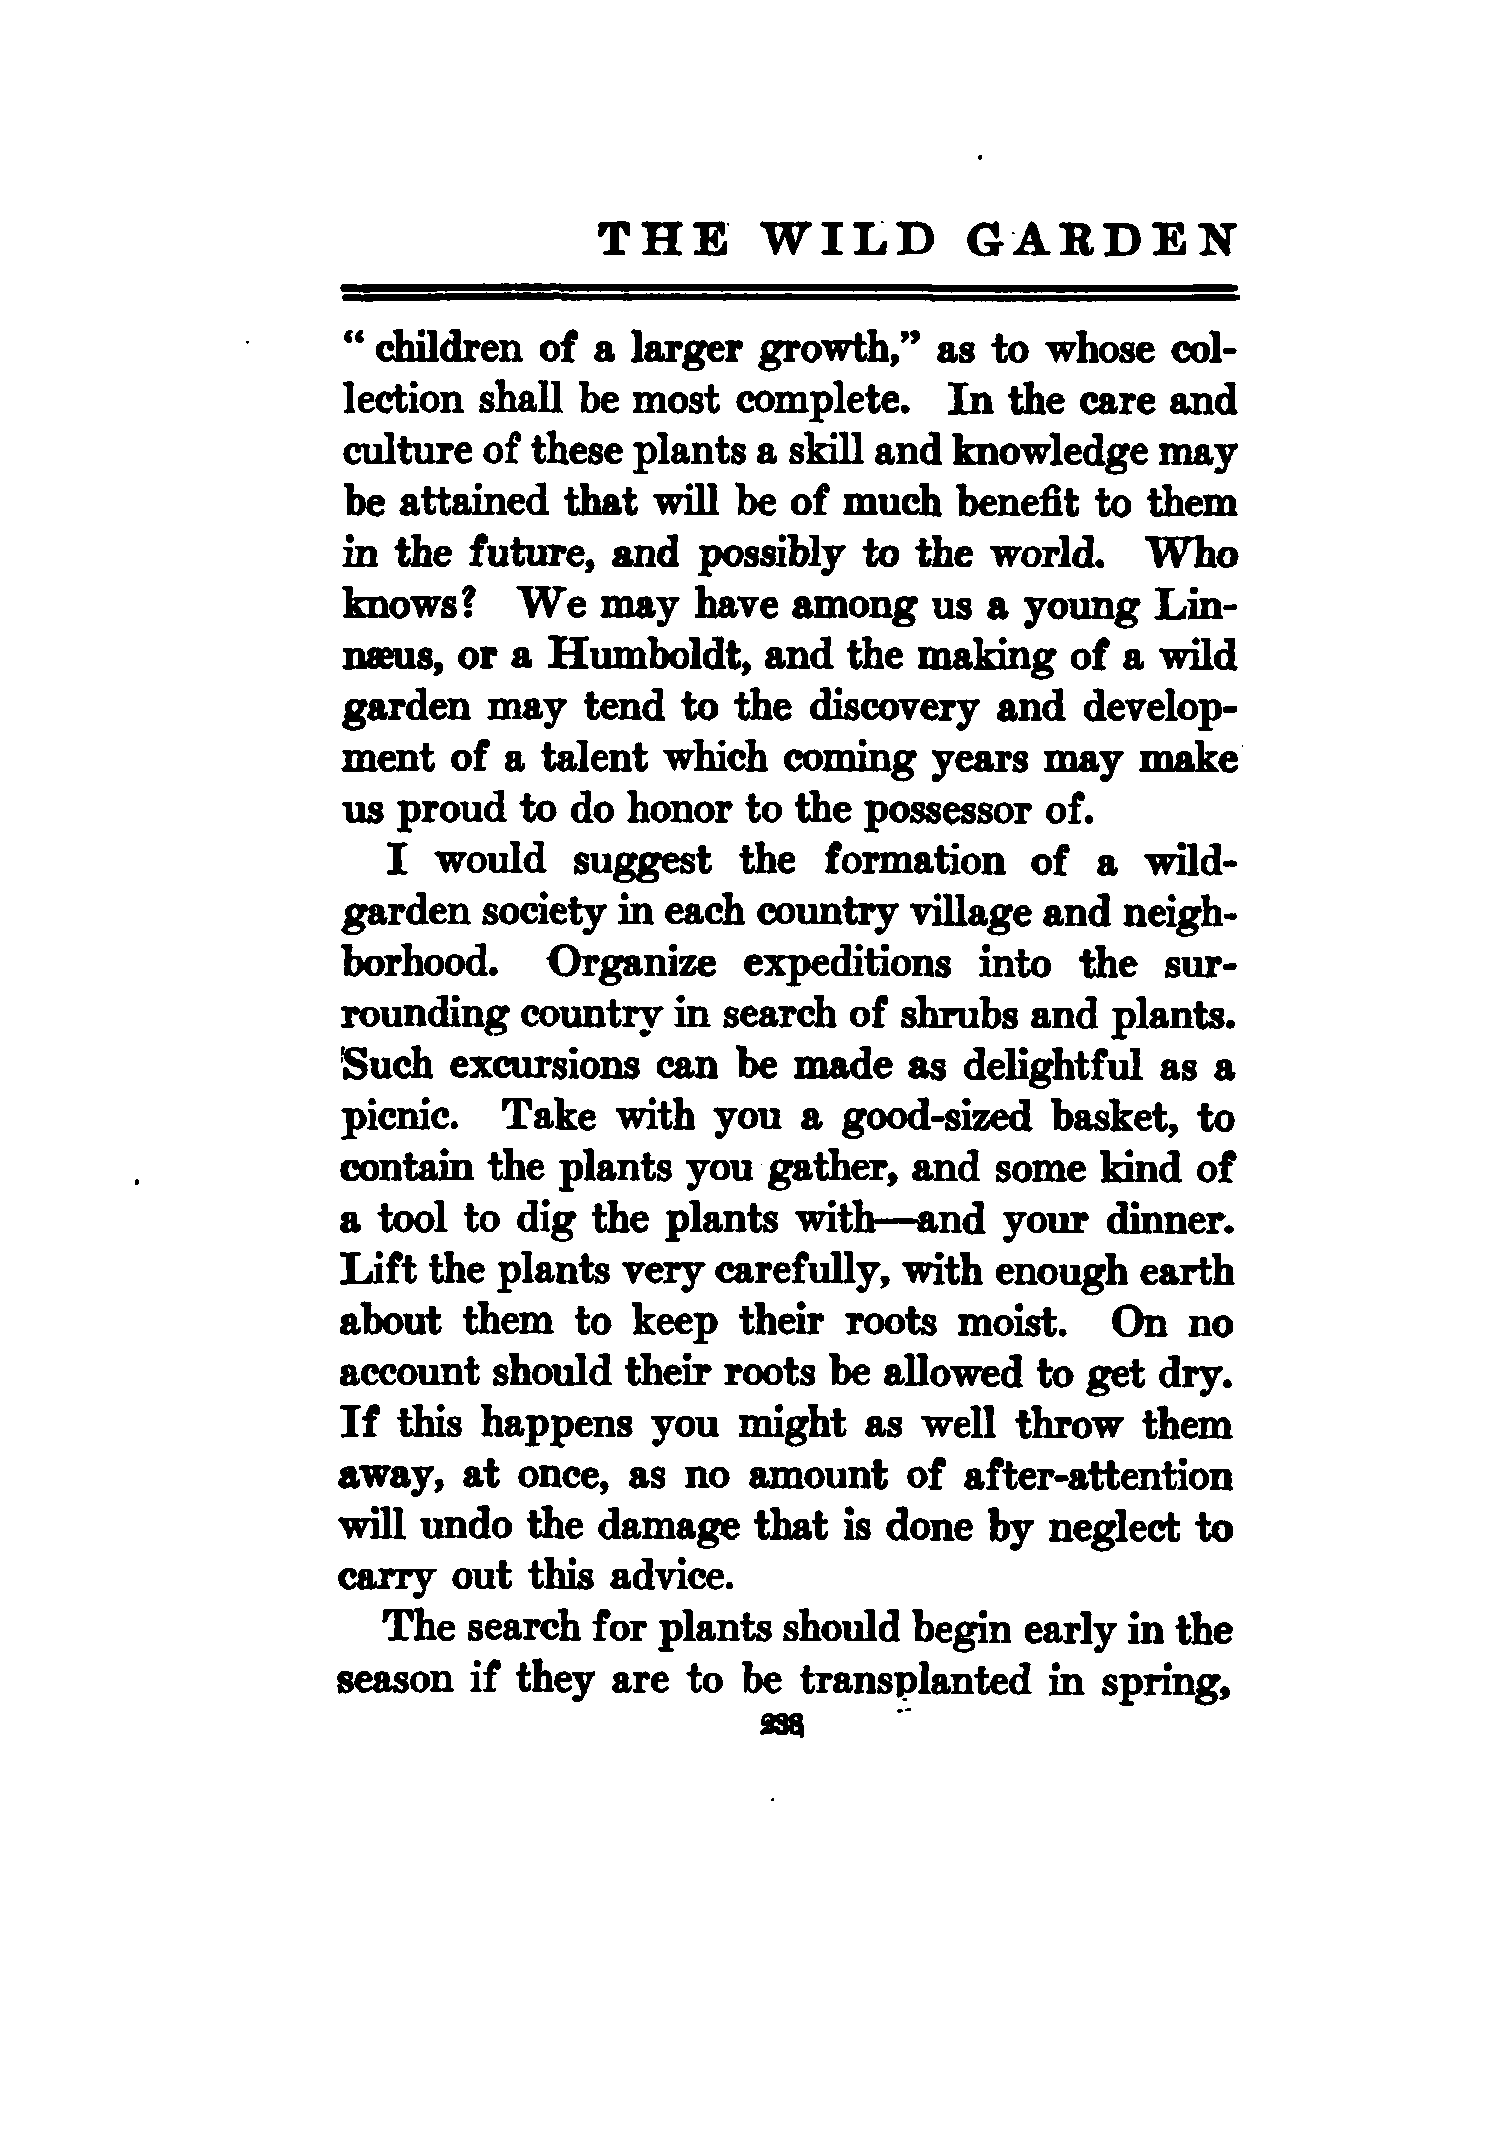 THE WILD GARDEN
“ children of a larger growth,” as to whose col-
lection shall be most complete. In the care and
culture of these plants a skill and knowledge may
be attained that will be of much benefit to them
in the future, and possibly to the world. Who
knows? We may have among us a young Lin-
næus, or a Humboldt, and the making of a wild
garden may tend to the discovery and develop-
ment of a talent which coming years may make
us proud to do honor to the possessor of.
I would suggest the formation of a wild-
garden society in each country village and neigh-
borhood. Organize expeditions into the sur-
rounding country in search of shrubs and plants.
Such excursions can be made as delightful as a
picnic. Take with you a good-sized basket, to
contain the plants you gather, and some kind of
a tool to dig the plants with—and your dinner.
Lift the plants very carefully, with enough earth
about them to keep their roots moist. On no
account should their roots be allowed to get dry.
If this happens you might as well throw them
away, at once, as no amount of after-attention
will undo the damage that is done by neglect to
carry out this advice.
The search for plants should begin early in the
season if they are to be transplanted in spring,